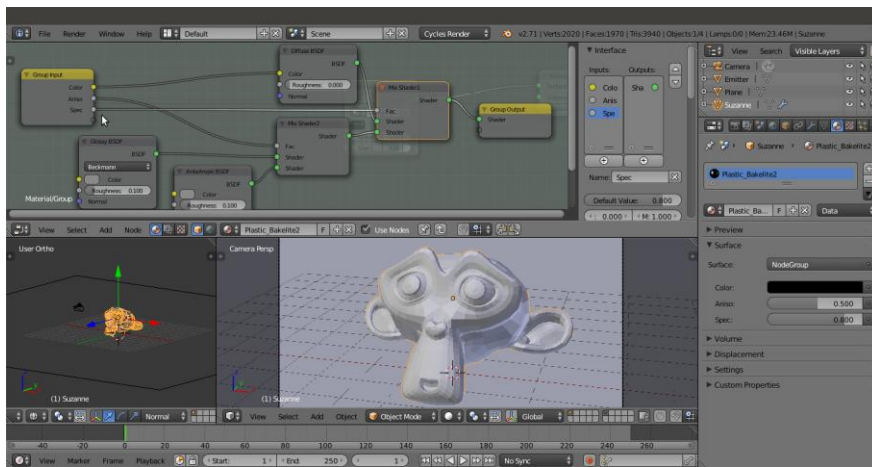 File Render Window Help Default Scene Cycles Render v2.71 | Verts:2020 | Faces:1970 | Tris:3940 | Objects:1/4 | Lamps:0/0 | Mem:23.46M | Suzanne
Group Input
Color
Aniso
Spec
Diffuse BSDF
BSDF
Color
Roughness: 0.000
Normal
Glossy BSDF
BSDF
Beckmann
Color
Roughness: 0.100
Normal
Anisotropic BSDF
BSDF
Color
Roughness: 0.100
Mix Shader2
Shader
Fac
Shader
Shader
Mix Shader1
Shader
Fac
Shader
Shader
Group Output
Shader
Material/Group
Interface
Inputs: Outputs:
Colo Sha
Anis
Spe
Name: Spec
Default Value: 0.800
: 0.000 M: 1.000
View Select Add Node Plastic_Bakelite2 F Use Nodes
View Search Visible Layers
Camera
Emitter
Plane
Suzanne
Suzanne Plastic_Bakelite2
Plastic_Bakelite2
Plastic_Ba... F Data
Preview
Surface
Surface: NodeGroup
Color:
Aniso: 0.500
Spec: 0.800
Volume
Displacement
Settings
Custom Properties
User Ortho
(1) Suzanne
Camera Persp
(1) Suzanne
Normal
View Select Add Object Object Mode Global
-40 -20 0 20 40 60 80 100 120 140 160 180 200 220 240 260
View Marker Frame Playback Start: 1 End: 250 1 No Sync